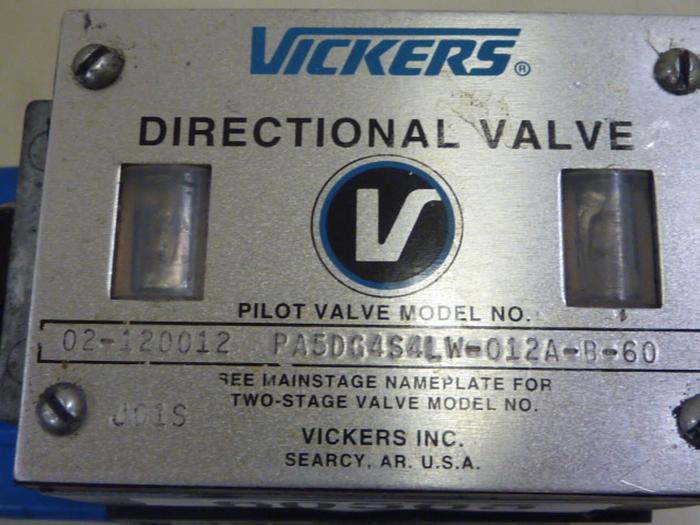 VICKERS®
DIRECTIONAL VALVE
V
PILOT VALVE MODEL NO.
02-120012 PA5DG4S4LW-012A-B-60
SEE MAINSTAGE NAMEPLATE FOR
TWO-STAGE VALVE MODEL NO.
J01S
VICKERS INC.
SEARCY, AR. U.S.A.